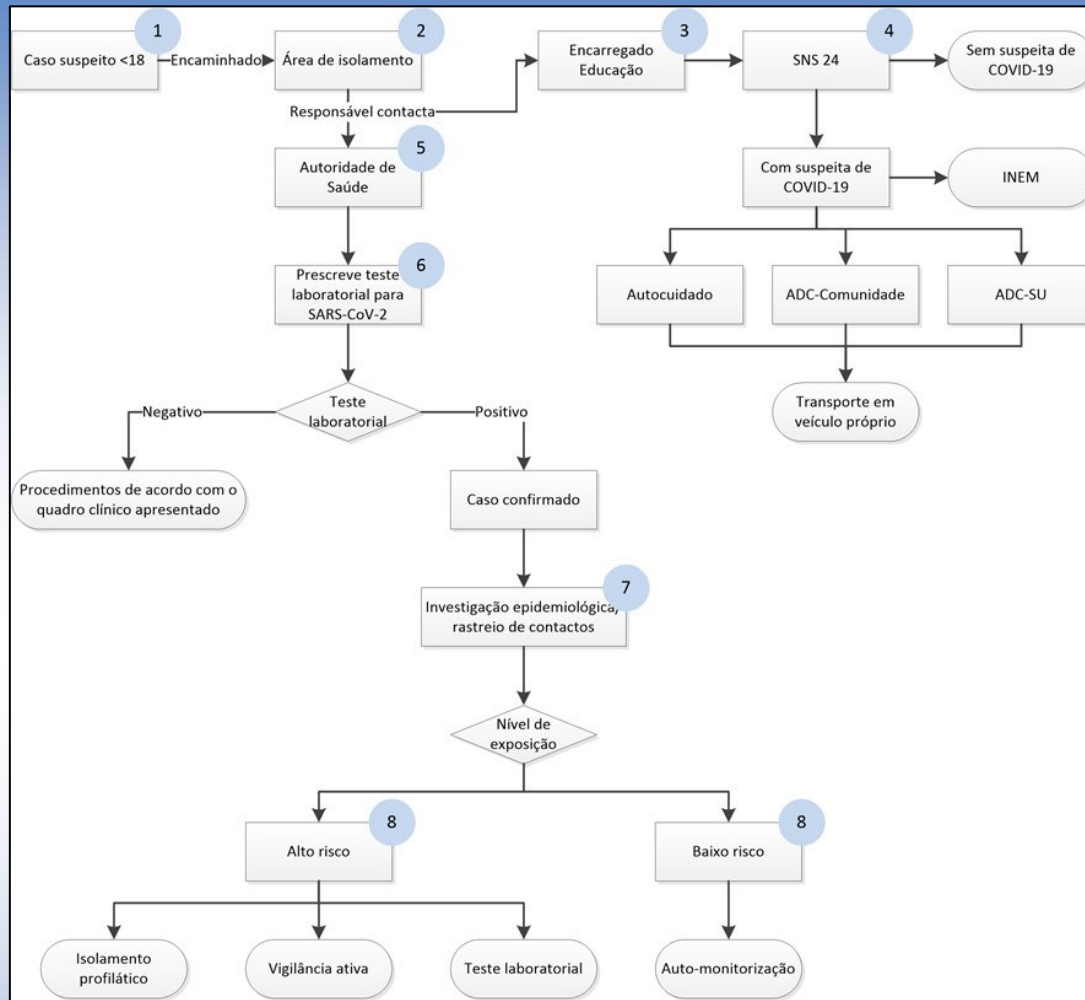 1
2
3
4
Caso suspeito <18
Encaminhado
Área de isolamento
Encarregado
Educação
SNS 24
Sem suspeita de
COVID-19
Responsável contacta
5
Autoridade de
Saúde
Com suspeita de
COVID-19
INEM
6
Prescreve teste
laboratorial para
SARS-CoV-2
Autocuidado
ADC-Comunidade
ADC-SU
Negativo
Teste
laboratorial
Positivo
Transporte em
veículo próprio
Procedimentos de acordo com o
quadro clínico apresentado
Caso confirmado
7
Investigação epidemiológica/
rastreio de contactos
Nível de
exposição
8
8
Alto risco
Baixo risco
Isolamento
profilático
Vigilância ativa
Teste laboratorial
Auto-monitorização